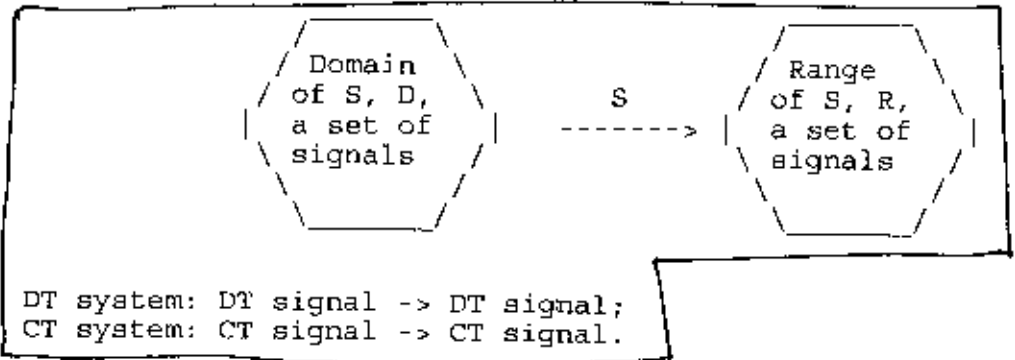 Domain
of S, D,
a set of
signals
S
------->
Range
of S, R,
a set of
signals
DT system: DT signal -> DT signal;
CT system: CT signal -> CT signal.